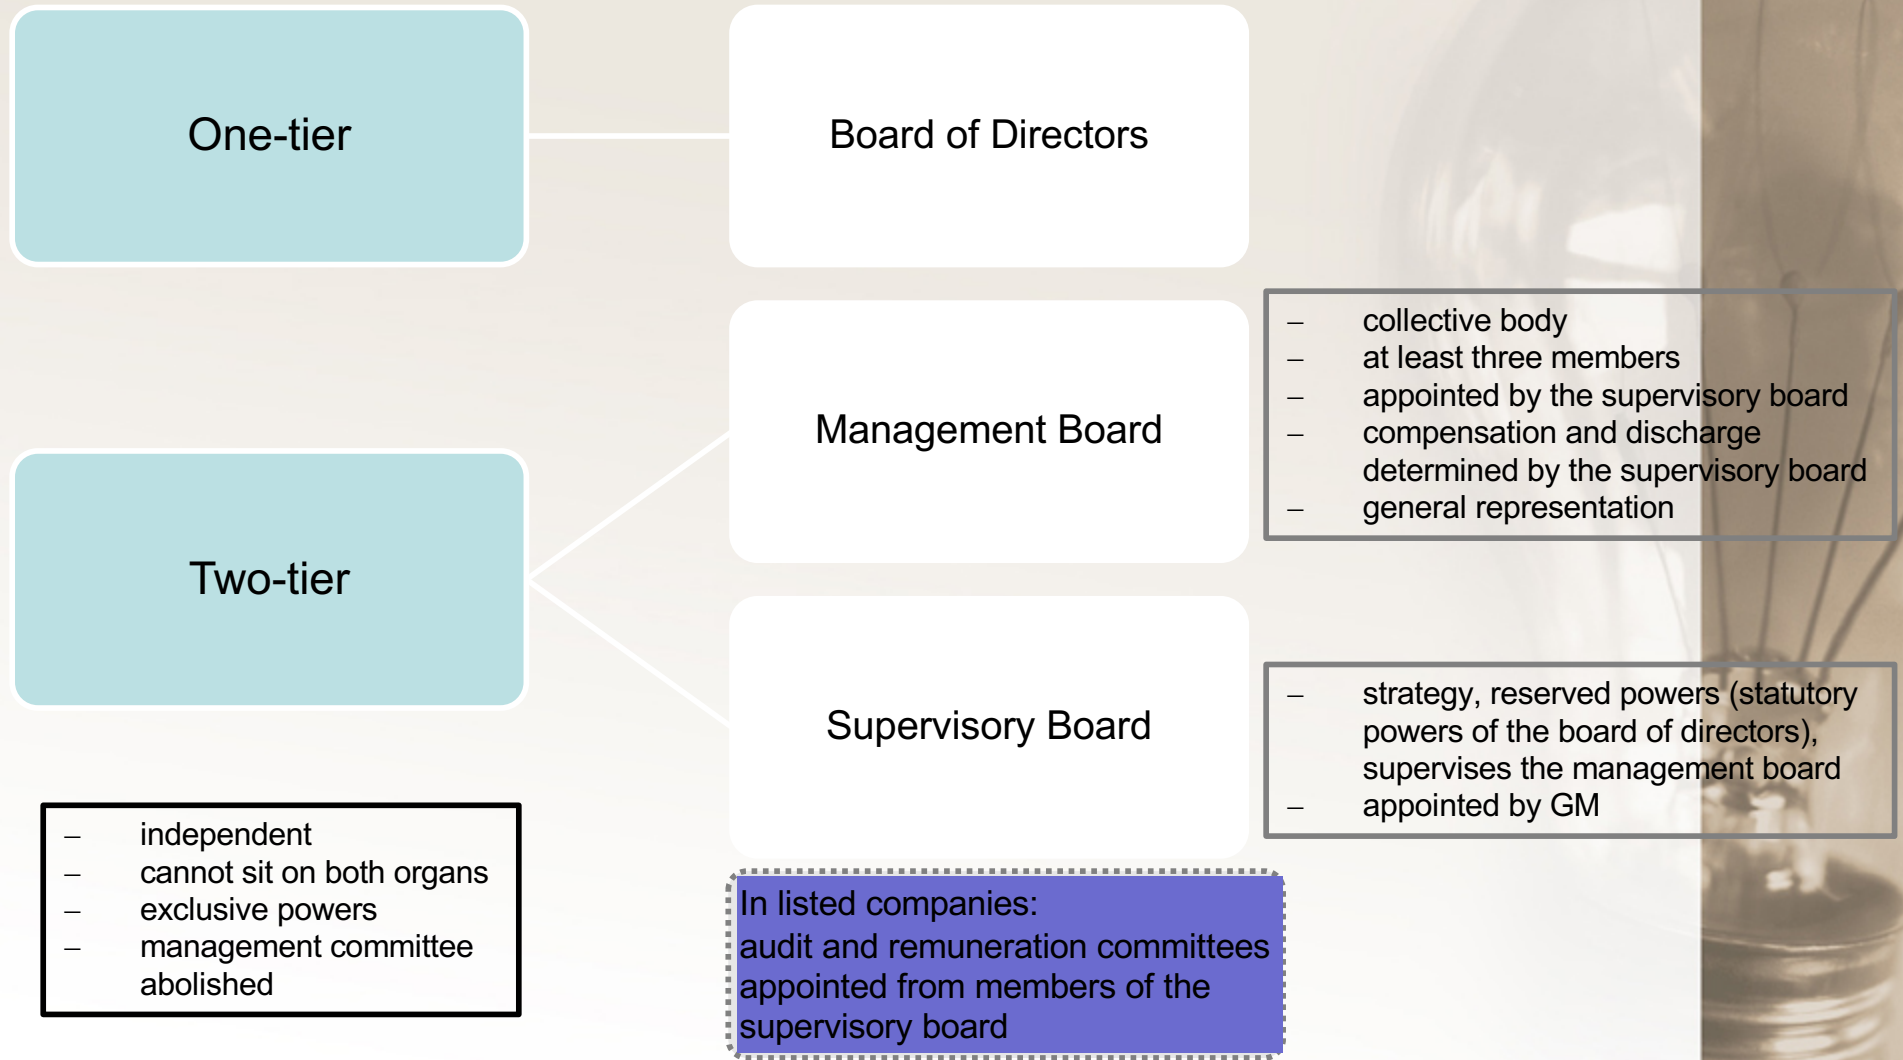 One-tier
Board of Directors
Two-tier
Management Board
– collective body
– at least three members
– appointed by the supervisory board
– compensation and discharge
determined by the supervisory board
– general representation
Supervisory Board
– strategy, reserved powers (statutory
powers of the board of directors),
supervises the management board
– appointed by GM
– independent
– cannot sit on both organs
– exclusive powers
– management committee
abolished
In listed companies:
audit and remuneration committees
appointed from members of the
supervisory board